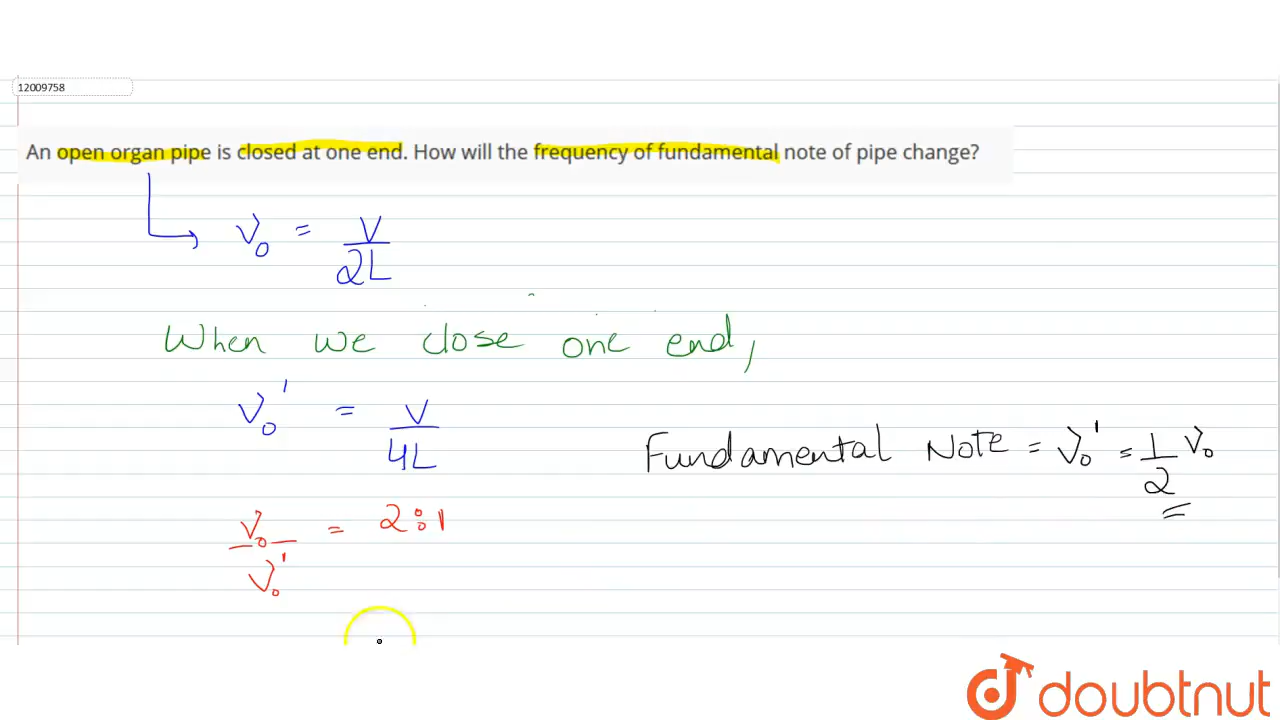 12009758
An open organ pipe is closed at one end. How will the frequency of fundamental note of pipe change?
ν₀ = V/2L
When we close one end,
ν₀' = V/4L
Fundamental Note = ν₀' = 1/2 ν₀
ν₀/ν₀' = 2:1
doubtnut